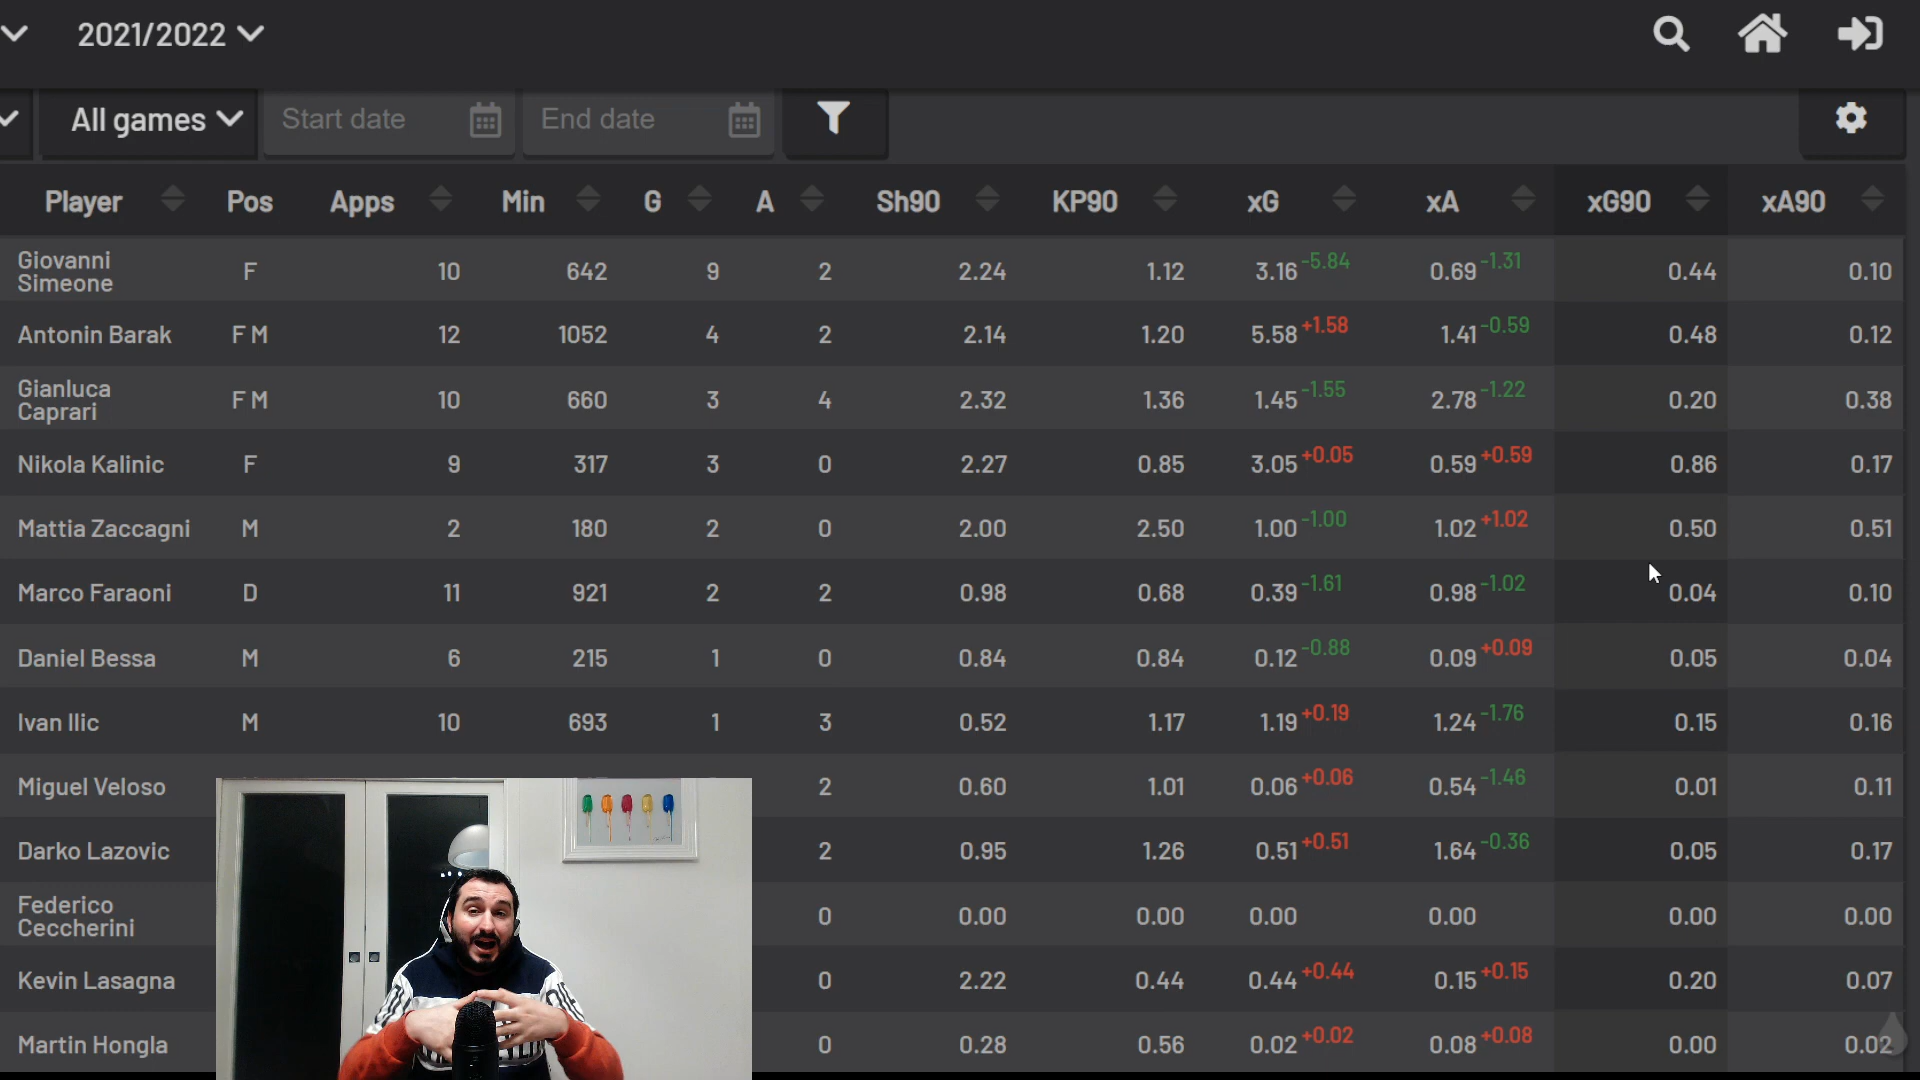 2021/2022
All games Start date End date
Player Pos Apps Min G A Sh90 KP90 xG xA xG90 xA90
Giovanni Simeone F 10 642 9 2 2.24 1.12 3.16 -5.84 0.69 -1.31 0.44 0.10
Antonin Barak F M 12 1052 4 2 2.14 1.20 5.58 +1.58 1.41 -0.59 0.48 0.12
Gianluca Caprari F M 10 660 3 4 2.32 1.36 1.45 -1.55 2.78 -1.22 0.20 0.38
Nikola Kalinic F 9 317 3 0 2.27 0.85 3.05 +0.05 0.59 +0.59 0.86 0.17
Mattia Zaccagni M 2 180 2 0 2.00 2.50 1.00 -1.00 1.02 +1.02 0.50 0.51
Marco Faraoni D 11 921 2 2 0.98 0.68 0.39 -1.61 0.98 -1.02 0.04 0.10
Daniel Bessa M 6 215 1 0 0.84 0.84 0.12 -0.88 0.09 +0.09 0.05 0.04
Ivan Ilic M 10 693 1 3 0.52 1.17 1.19 +0.19 1.24 -1.76 0.15 0.16
Miguel Veloso 2 0.60 1.01 0.06 +0.06 0.54 -1.46 0.01 0.11
Darko Lazovic 2 0.95 1.26 0.51 +0.51 1.64 -0.36 0.05 0.17
Federico Ceccherini 0 0.00 0.00 0.00 0.00 0.00 0.00
Kevin Lasagna 0 2.22 0.44 0.44 +0.44 0.15 +0.15 0.20 0.07
Martin Hongla 0 0.28 0.56 0.02 +0.02 0.08 +0.08 0.00 0.02